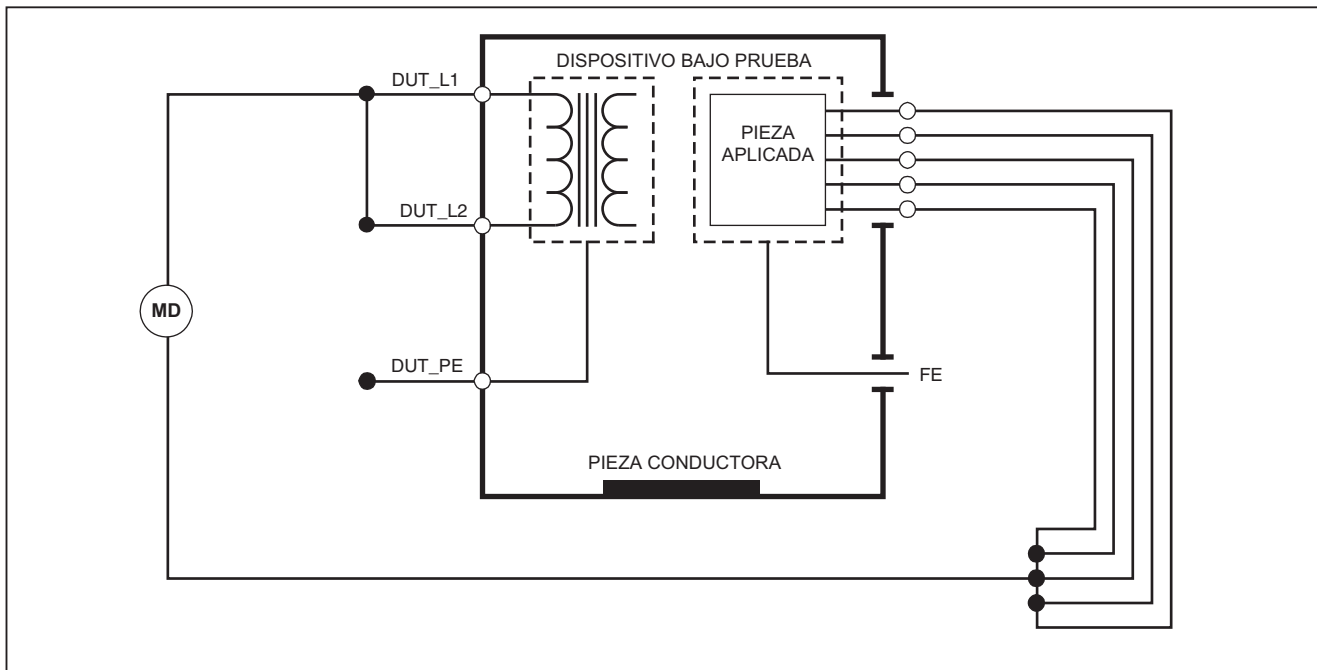 DISPOSITIVO BAJO PRUEBA
DUT_L1
PIEZA
APLICADA
DUT_L2
MD
DUT_PE
FE
PIEZA CONDUCTORA